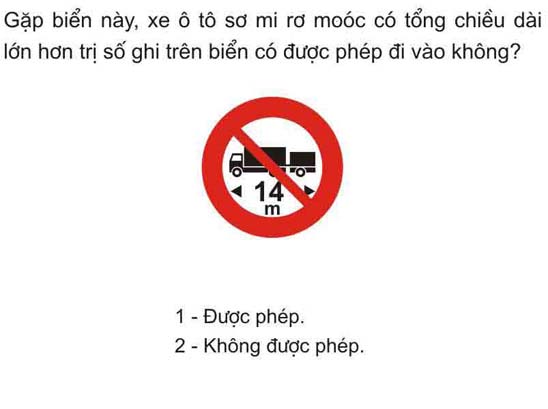 Gặp biển này, xe ô tô sơ mi rơ moóc có tổng chiều dài
lớn hơn trị số ghi trên biển có được phép đi vào không?
14
m
1 - Được phép.
2 - Không được phép.